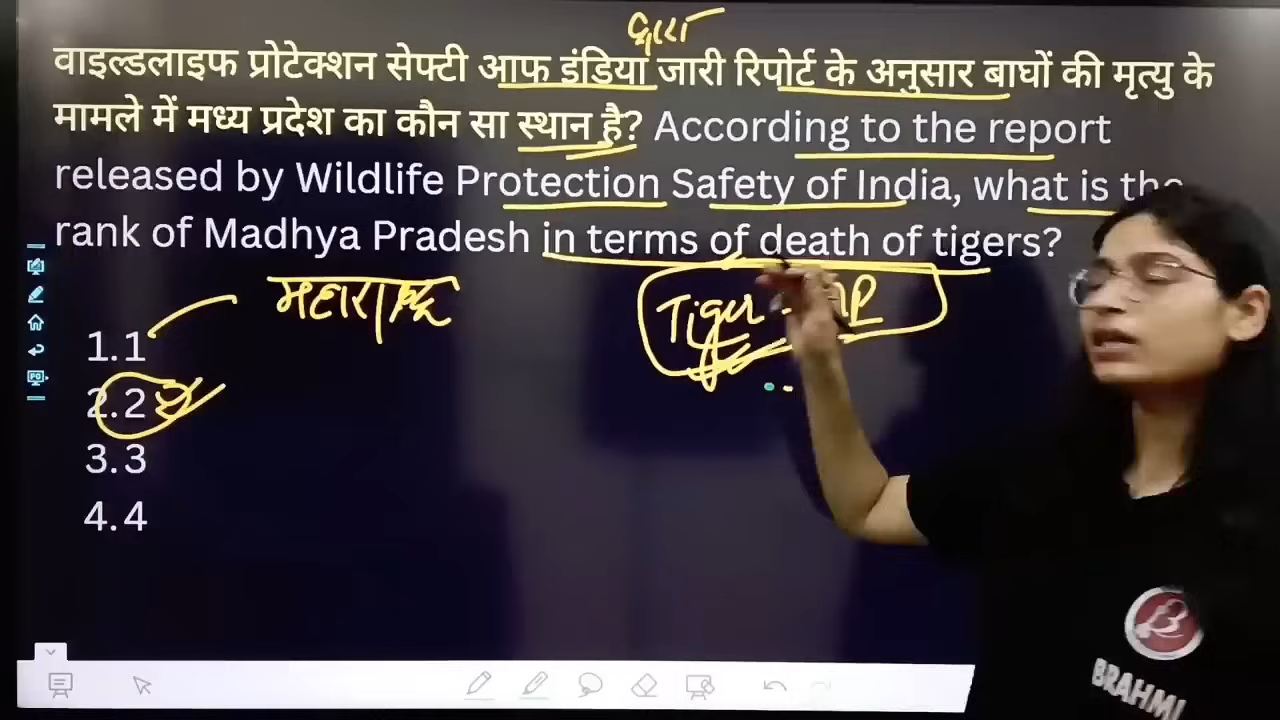 द्वारा
वाइल्डलाइफ प्रोटेक्शन सेफ्टी आफ इंडिया जारी रिपोर्ट के अनुसार बाघों की मृत्यु के
मामले में मध्य प्रदेश का कौन सा स्थान है? According to the report
released by Wildlife Protection Safety of India, what is the
rank of Madhya Pradesh in terms of death of tigers?
महाराष्ट्र
Tiger MP
1.1
2.2
3.3
4.4
BRAHMI